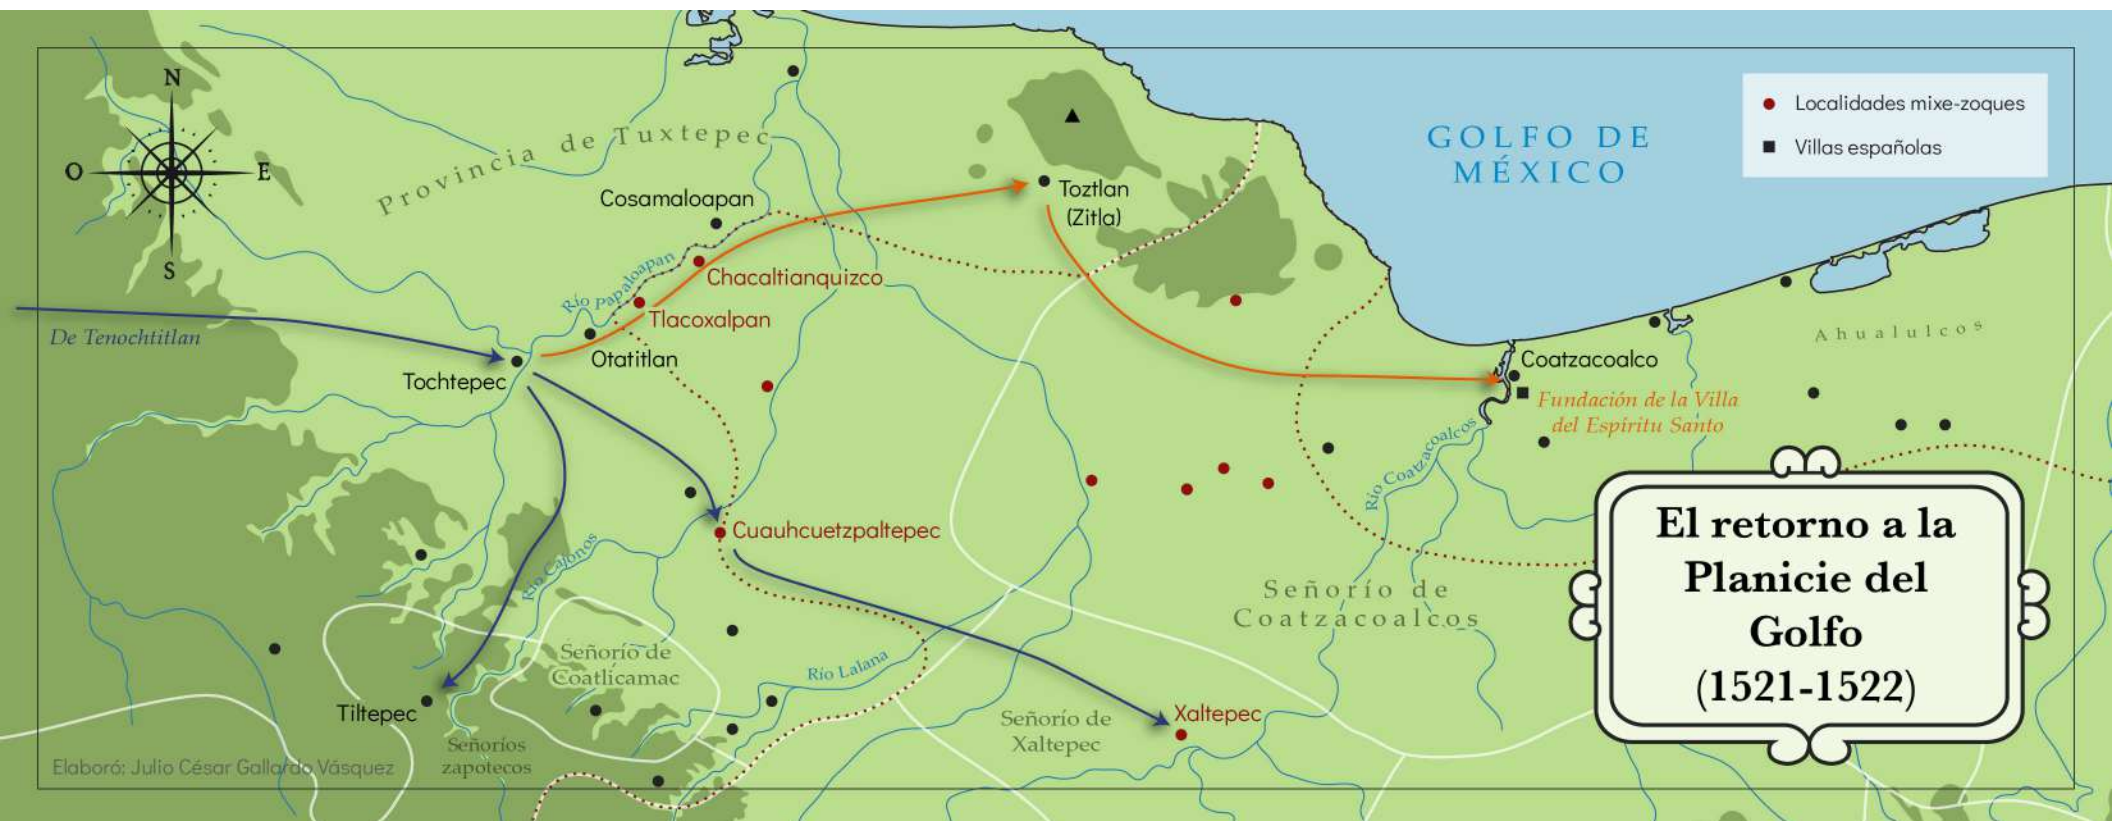 N
O
E
S
Provincia de Tuxtepec
GOLFO DE
MÉXICO
Localidades mixe-zoques
Villas españolas
Cosamaloapan
Toztlan
(Zitla)
Río Papaloapan
Chacaltianquizco
Tlacoxalpan
De Tenochtitlan
Otatitlan
Tochtepec
Ahualulcos
Coatzacoalco
Fundación de la Villa
del Espíritu Santo
Río Coatzacoalcos
Cuauhcuetzpaltepec
Río Cajonos
Señorío de
Coatzacoalcos
Señorío de
Coatlicamac
Río Lalana
Tiltepec
Señoríos
zapotecos
Señorío de
Xaltepec
Xaltepec
El retorno a la
Planicie del
Golfo
(1521-1522)
Elaboró: Julio César Gallardo Vásquez